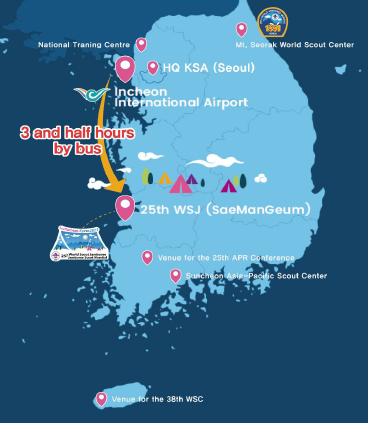 National Traning Centre
Mt. Seorak World Scout Center
HQ KSA (Seoul)
Incheon
International Airport
3 and half hours
by bus
25th WSJ (SaeManGeum)
Venue for the 25th APR Conference
Suncheon Asia-Pacific Scout Center
Venue for the 38th WSC